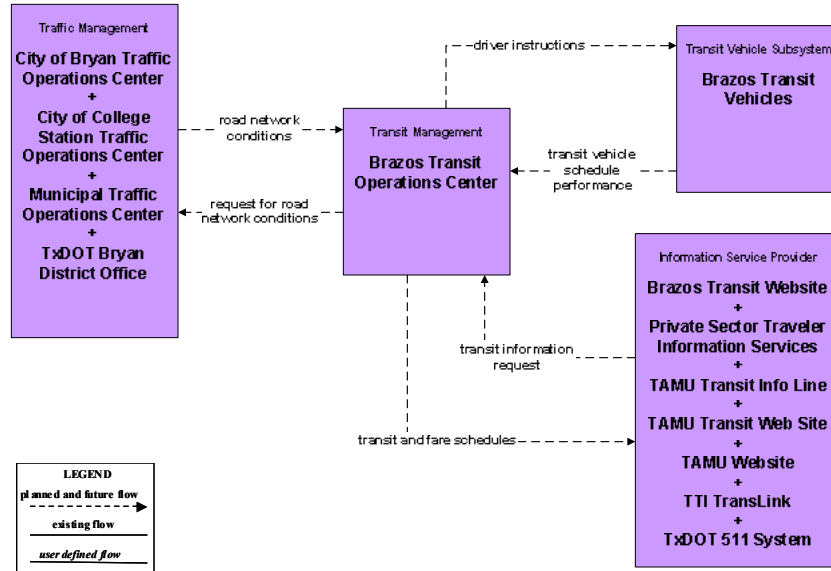 Traffic Management
City of Bryan Traffic
Operations Center
+
City of College
Station Traffic
Operations Center
+
Municipal Traffic
Operations Center
+
TxDOT Bryan
District Office
road network
conditions
request for road
network conditions
Transit Management
Brazos Transit
Operations Center
driver instructions
Transit Vehicle Subsystem
Brazos Transit
Vehicles
transit vehicle
schedule
performance
transit information
request
transit and fare schedules
Information Service Provider
Brazos Transit Website
+
Private Sector Traveler
Information Services
+
TAMU Transit Info Line
+
TAMU Transit Web Site
+
TAMU Website
+
TTI TransLink
+
TxDOT 511 System
LEGEND
planned and future flow
existing flow
user defined flow